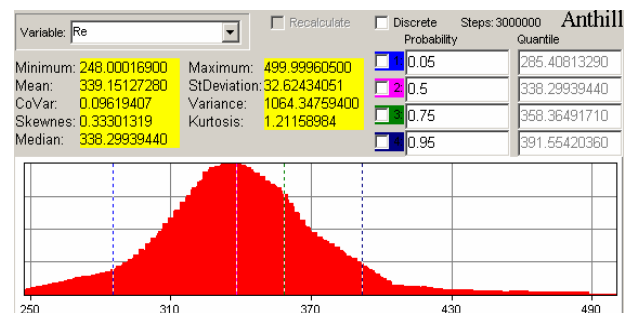 Variable: Re Recalculate Discrete Steps: 3000000 Anthill
Probability Quantile
Minimum: 248.00016900 Maximum: 499.99960500 1 0.05 285.40813290
Mean: 339.15127280 StDeviation: 32.62434051 2 0.5 338.29939440
CoVar: 0.09619407 Variance: 1064.34759400 3 0.75 358.36491710
Skewnes: 0.33301319 Kurtosis: 1.21158984 4 0.95 391.55420360
Median: 338.29939440
250 310 370 430 490